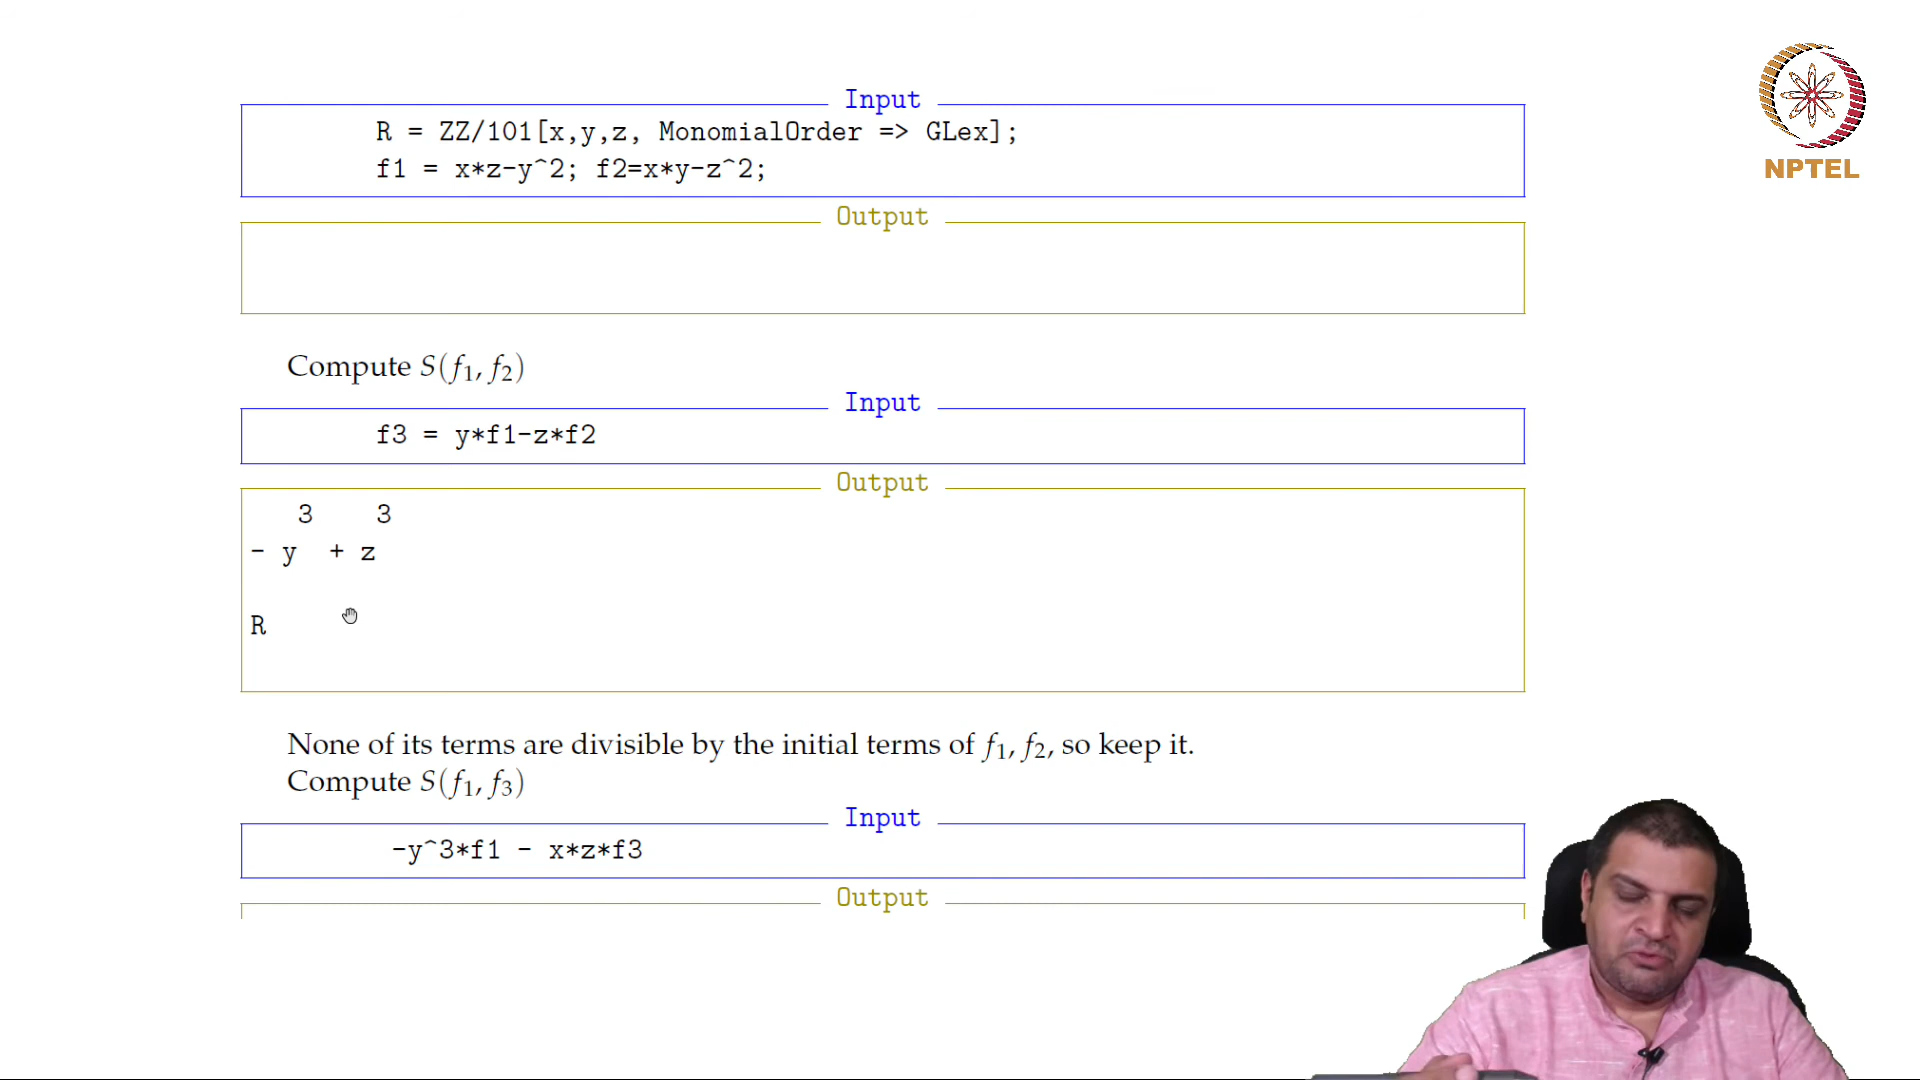 Input
R = ZZ/101[x,y,z, MonomialOrder => GLex];
f1 = x*z-y^2; f2=x*y-z^2;
NPTEL
Output
Compute S(f₁, f₂)
Input
f3 = y*f1-z*f2
Output
3 3
- y + z
R
None of its terms are divisible by the initial terms of f₁, f₂, so keep it.
Compute S(f₁, f₃)
Input
-y^3*f1 - x*z*f3
Output